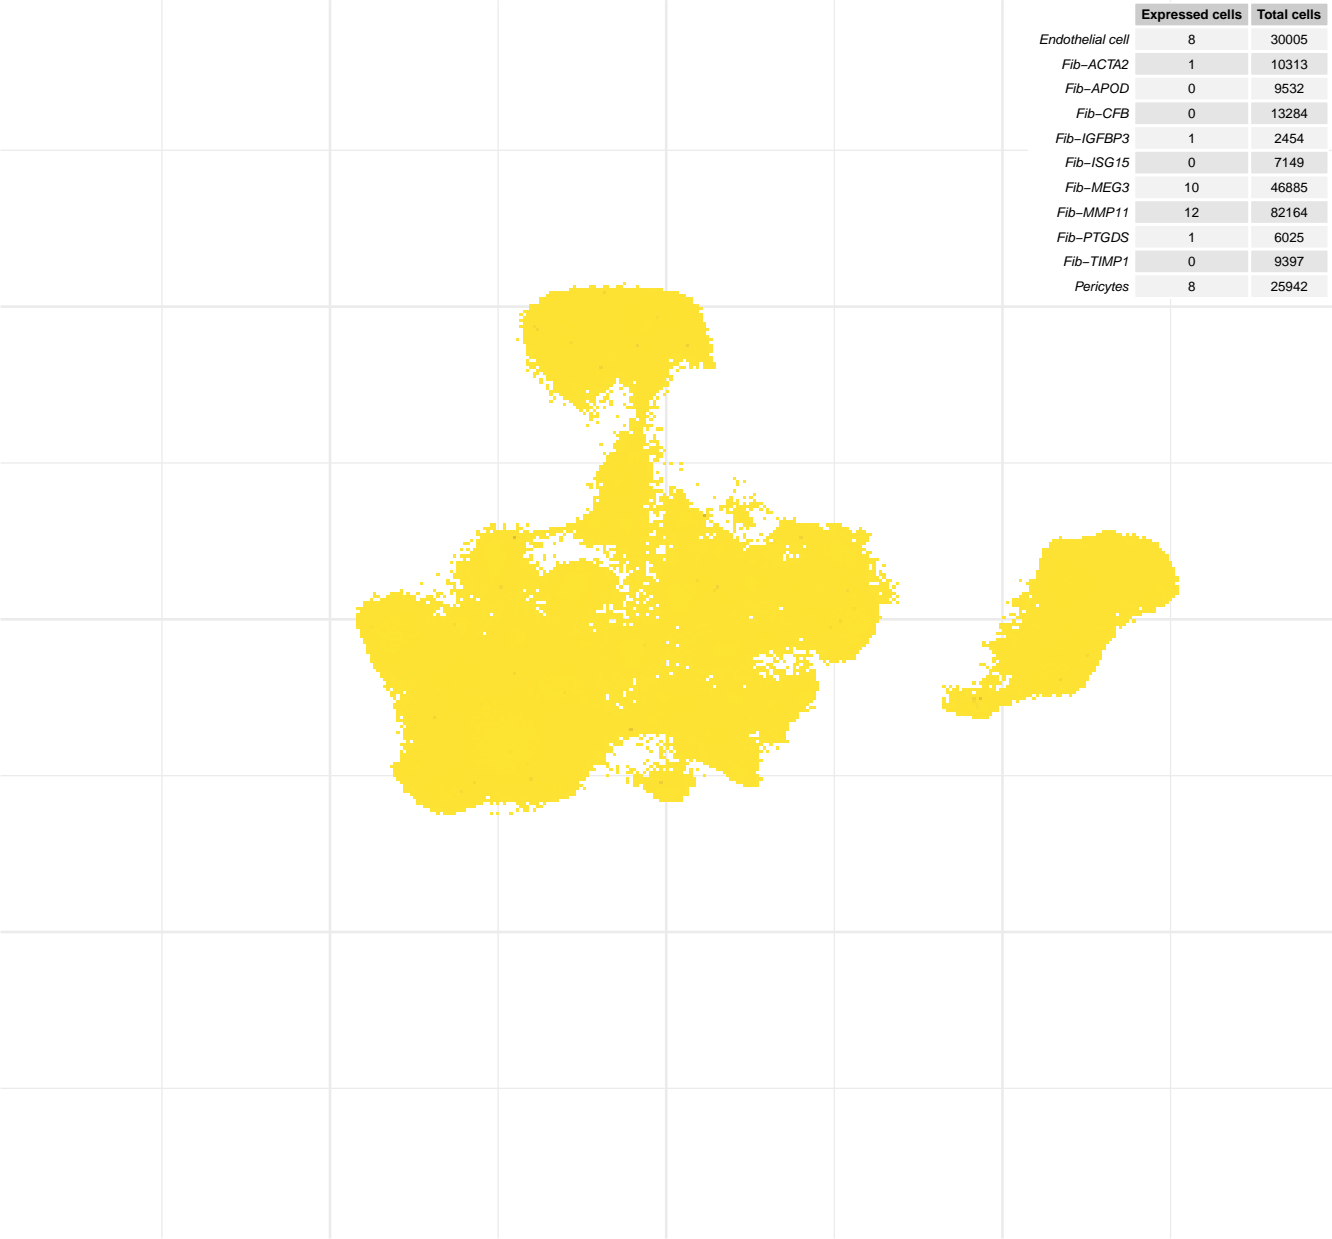 Expressed cells Total cells
Endothelial cell 8 30005
Fib−ACTA2 1 10313
Fib−APOD 0 9532
Fib−CFB 0 13284
Fib−IGFBP3 1 2454
Fib−ISG15 0 7149
Fib−MEG3 10 46885
Fib−MMP11 12 82164
Fib−PTGDS 1 6025
Fib−TIMP1 0 9397
Pericytes 8 25942